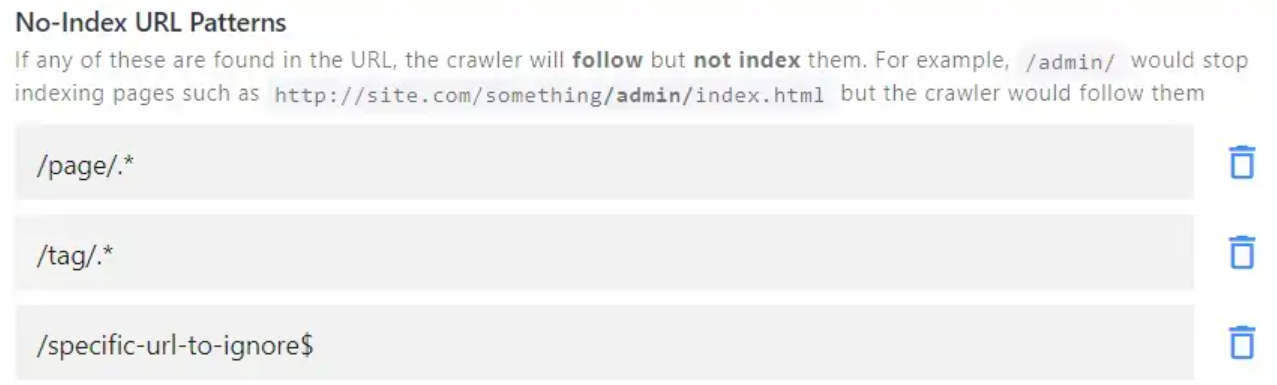 No-Index URL Patterns
If any of these are found in the URL, the crawler will follow but not index them. For example, /admin/ would stop
indexing pages such as http://site.com/something/admin/index.html but the crawler would follow them
/page/.*
/tag/.*
/specific-url-to-ignore$